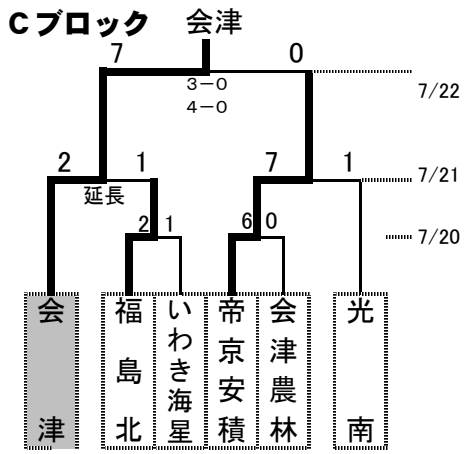 Cブロック 会津
7 0
3-0
4-0
7/22
2 1 7 1
7/21
延長
2 1 6 0
7/20
会津
福島北
いわき海星
帝京安積
会津農林
光南